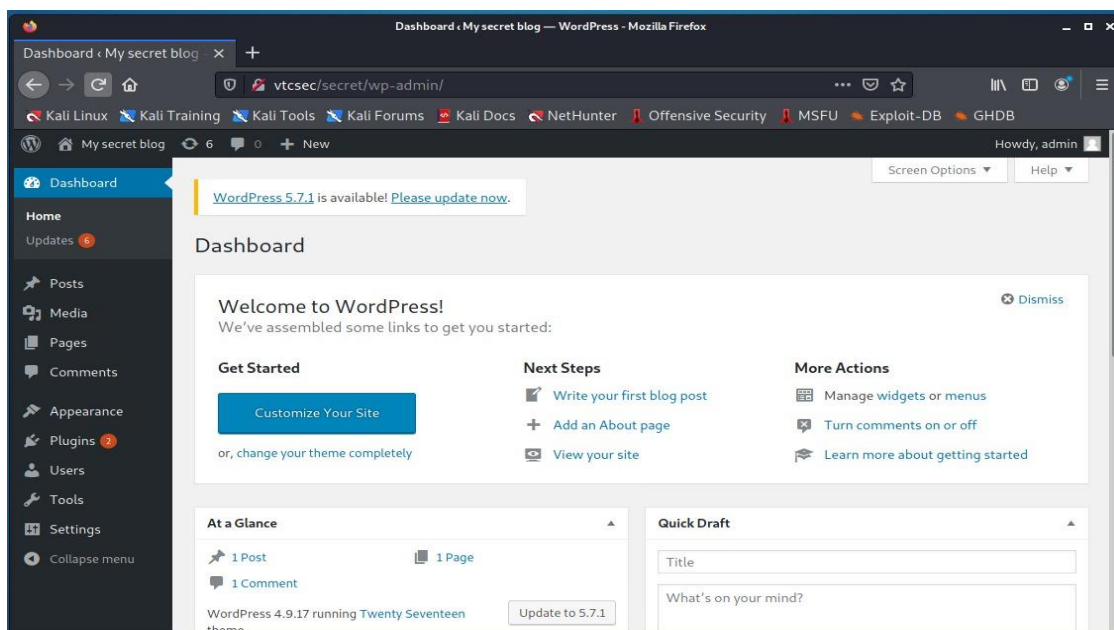 Dashboard ‹ My secret blog — WordPress - Mozilla Firefox
Dashboard ‹ My secret blog -
vtcsec/secret/wp-admin/
Kali Linux Kali Training Kali Tools Kali Forums Kali Docs NetHunter Offensive Security MSFU Exploit-DB GHDB
My secret blog 6 0 + New Howdy, admin
Screen Options ▼ Help ▼
Dashboard
Home
Updates 6
Posts
Media
Pages
Comments
Appearance
Plugins 2
Users
Tools
Settings
Collapse menu
WordPress 5.7.1 is available! Please update now.
Dashboard
Welcome to WordPress!
We've assembled some links to get you started:
Dismiss
Get Started
Customize Your Site
or, change your theme completely
Next Steps
Write your first blog post
Add an About page
View your site
More Actions
Manage widgets or menus
Turn comments on or off
Learn more about getting started
At a Glance
1 Post
1 Page
1 Comment
WordPress 4.9.17 running Twenty Seventeen
theme
Update to 5.7.1
Quick Draft
Title
What's on your mind?